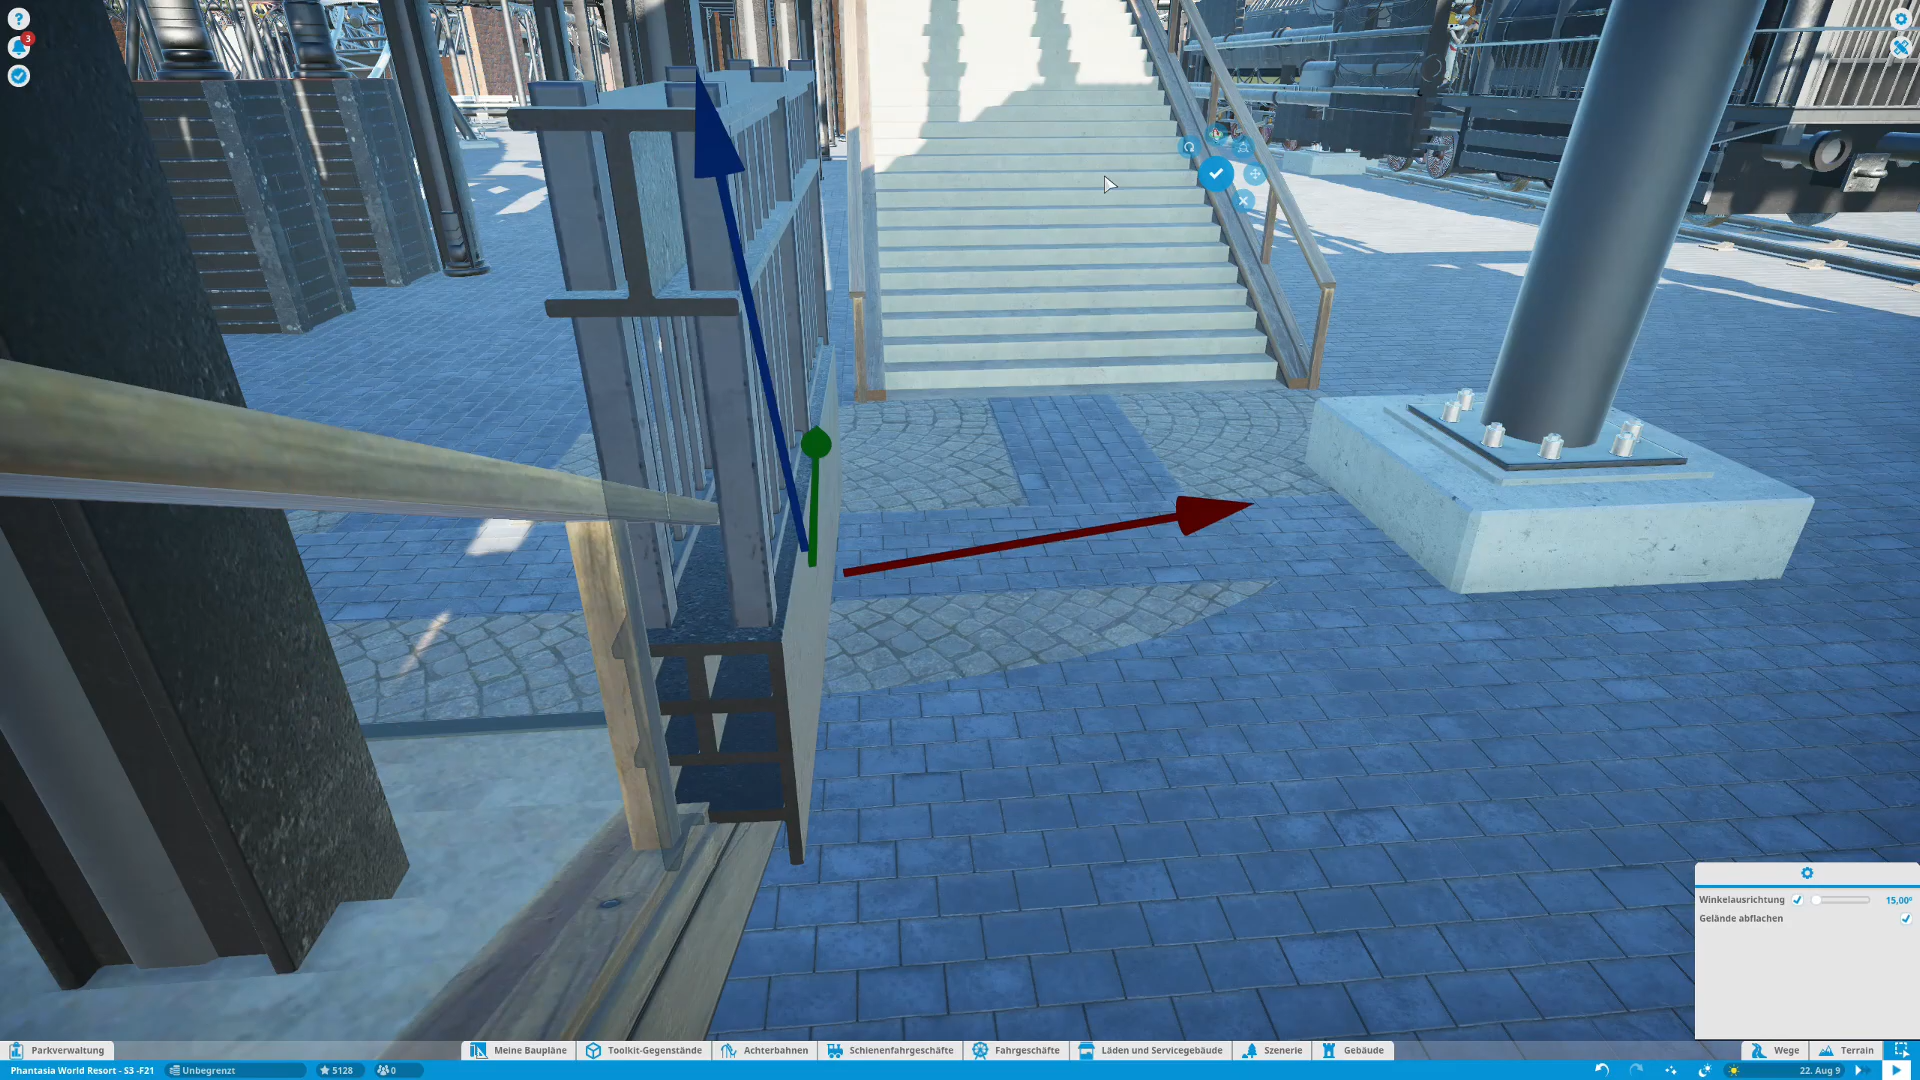 ?
3
Winkelausrichtung 15,00°
Gelände abflachen
Parkverwaltung Meine Baupläne Toolkit-Gegenstände Achterbahnen Schienenfahrgeschäfte Fahrgeschäfte Läden und Servicegebäude Szenerie Gebäude Wege Terrain
Phantasia World Resort - S3 -F21 Unbegrenzt 5128 0 22. Aug 9